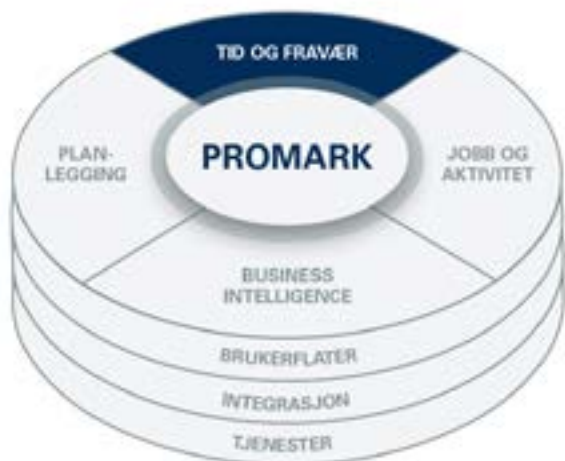 TID OG FRAVÆR
PLAN-
LEGGING
PROMARK
JOBB OG
AKTIVITET
BUSINESS
INTELLIGENCE
BRUKERFLATER
INTEGRASJON
TJENESTER